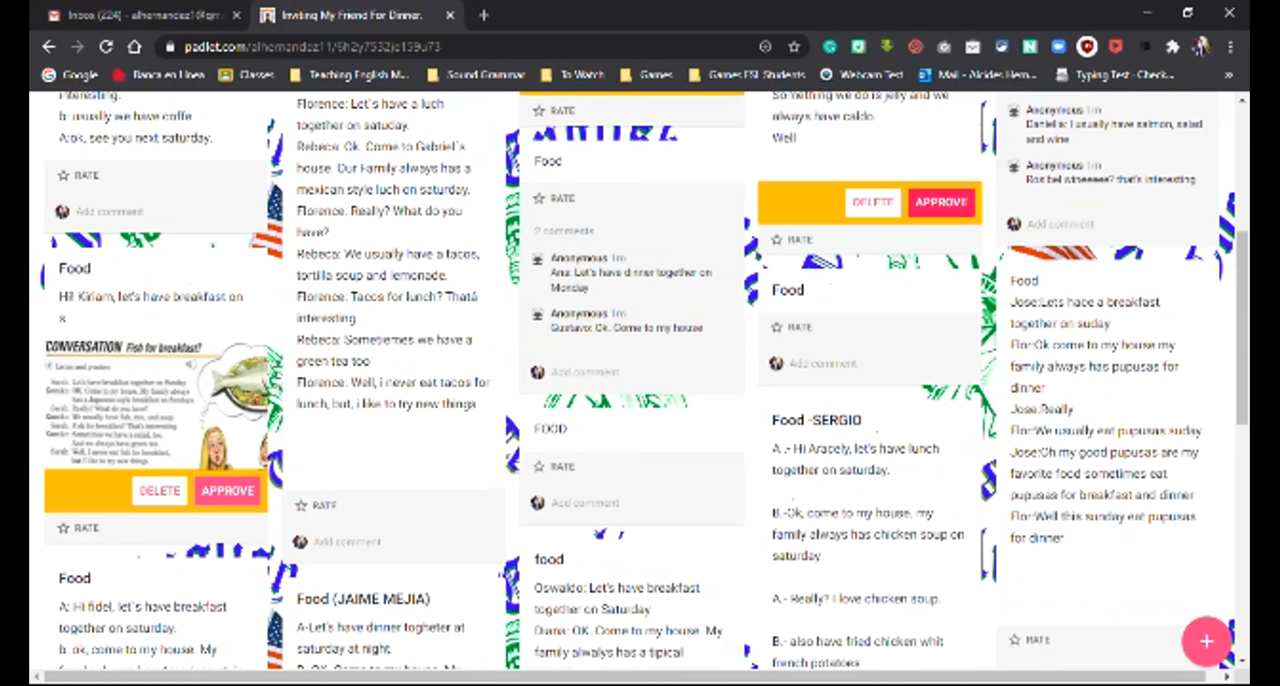 Inbox (224) - alhernandez1@gm
Inviting My Friend For Dinner.
padlet.com/alhernandez11/6h2y7532je159u73
Google
Banca en Linea
Classes
Teaching English M...
Sound Grammar
To Watch
Games
Games ESL Students
Webcam Test
Mail - Alcides Hern...
Typing Test - Check...
interesting.
b: usually we have coffe
A:ok, see you next saturday.
RATE
Add comment
Food
Hi! Kiriam, let's have breakfast on
s
CONVERSATION Fish for breakfast?
Listen and practice.
DELETE
APPROVE
RATE
Food
A: Hi fidel, let's have breakfast
together on saturday.
b: ok, come to my house. My
Florence: Let's have a luch
together on satuday.
Rebeca: Ok. Come to Gabriel's
house. Our Family always has a
mexican style luch on saturday.
Florence: Really? What do you
have?
Rebeca: We usually have a tacos,
tortilla soup and lemonade.
Florence: Tacos for lunch? Thatâ
interesting
Rebeca: Sometiemes we have a
green tea too
Florence: Well, i never eat tacos for
lunch, but, i like to try new things
RATE
Add comment
Food (JAIME MEJIA)
A-Let's have dinner togheter at
saturday at night.
RATE
Food
RATE
2 comments
Anonymous 1m
Ana: Let's have dinner together on
Monday
Anonymous 1m
Gustavo: Ok. Come to my house
Add comment
FOOD
RATE
Add comment
food
Oswaldo: Let's have breakfast
together on Saturday
Diana: OK. Come to my house. My
family alwalys has a tipical
Something we do is jelly and we
always have caldo.
Well
DELETE
APPROVE
RATE
Food
RATE
Add comment
Food -SERGIO
A .- Hi Aracely, let's have lunch
together on saturday.
B.-Ok, come to my house. my
family always has chicken soup on
saturday
A.- Really? I love chicken soup.
B.- also have fried chicken whit
french potatoes
Anonymous 1m
Daniela: I usually have salmon, salad
and wine
Anonymous 1m
Ros bel wineeeee? that's interesting
Add comment
Food
Jose:Lets hace a breakfast
together on suday
Flor:Ok come to my house my
family always has pupusas for
dinner
Jose:Really
Flor:We usually eat pupusas suday
Jose:Oh my good pupusas are my
favorite food sometimes eat
pupusas for breakfast and dinner
Flor:Well this sunday eat pupusas
for dinner
RATE